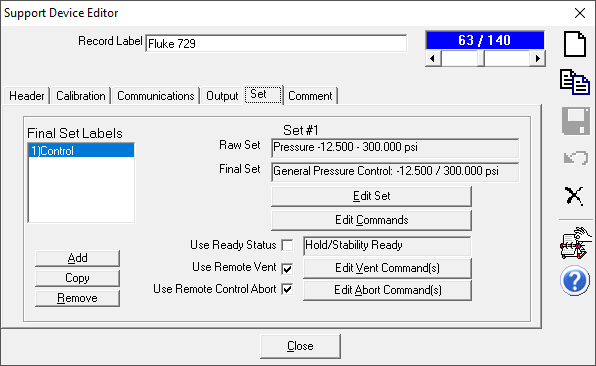 Support Device Editor
Record Label Fluke 729
63 / 140
Header Calibration Communications Output Set Comment
Final Set Labels
1)Control
Set #1
Raw Set Pressure -12.500 - 300.000 psi
Final Set General Pressure Control: -12.500 / 300.000 psi
Edit Set
Edit Commands
Use Ready Status Hold/Stability Ready
Add
Use Remote Vent Edit Vent Command(s)
Copy
Use Remote Control Abort Edit Abort Command(s)
Remove
Close
?